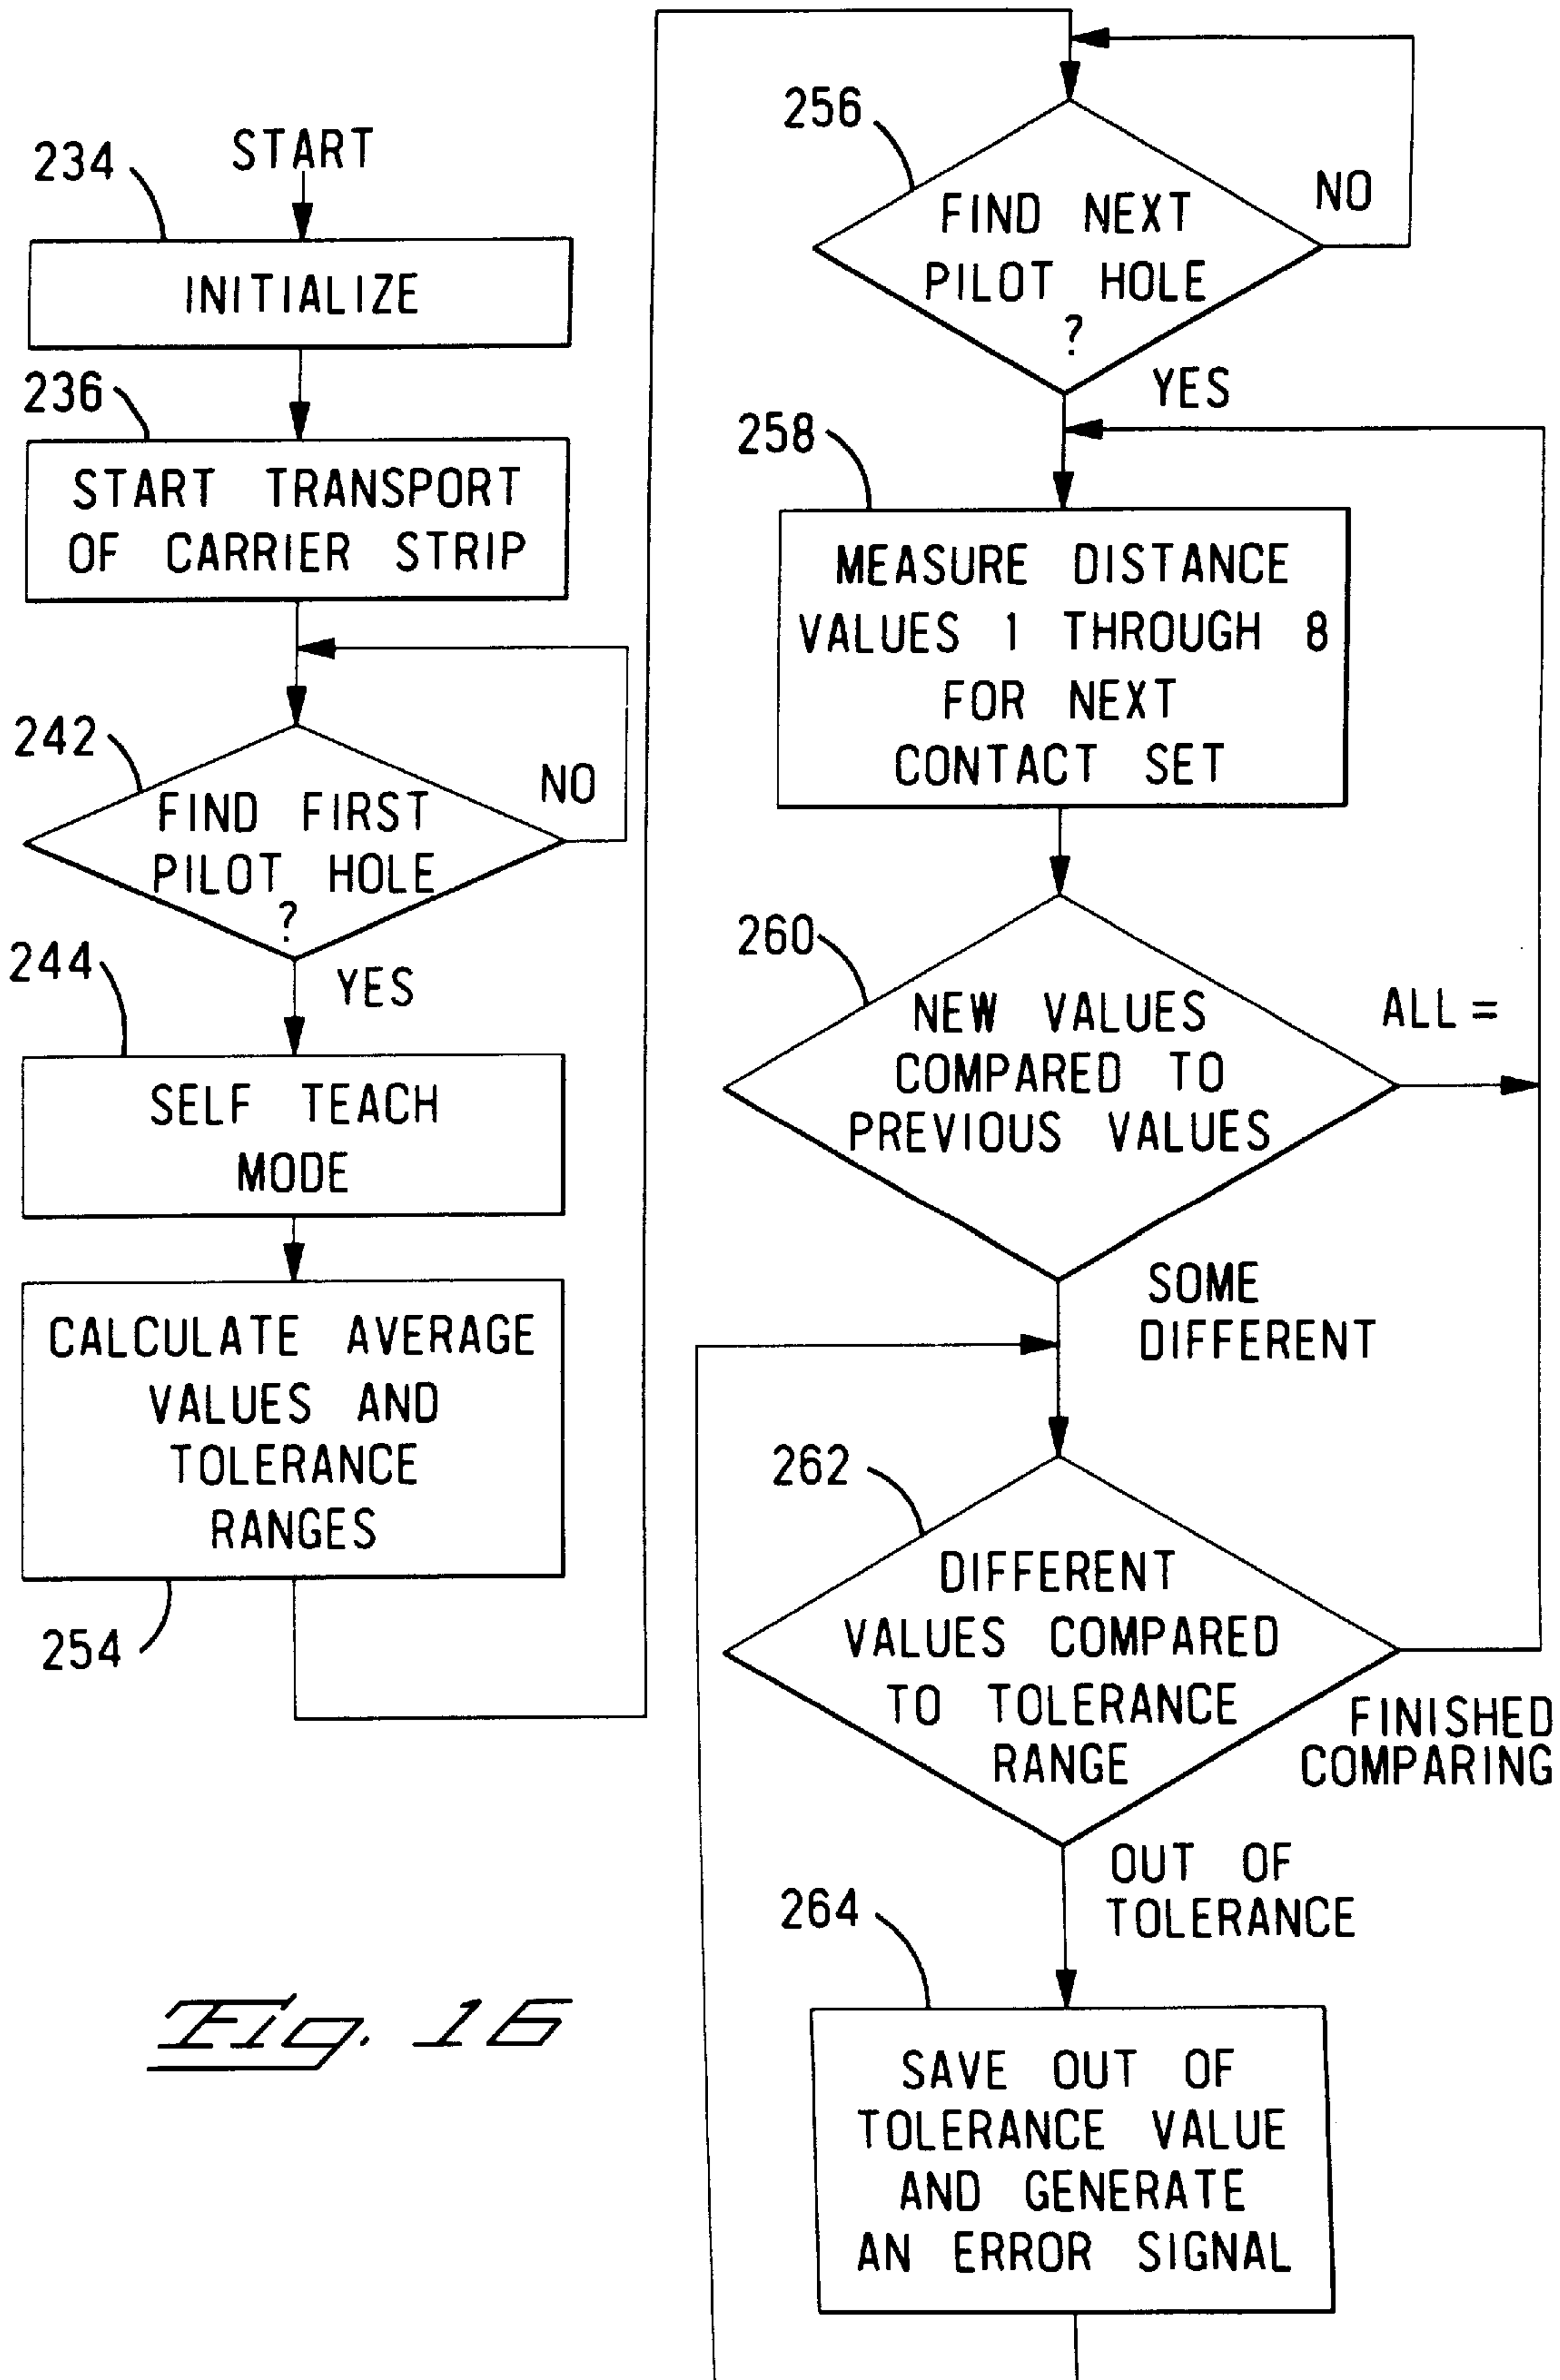 START
234
INITIALIZE
236
START TRANSPORT
OF CARRIER STRIP
242
FIND FIRST
PILOT HOLE
?
NO
YES
244
SELF TEACH
MODE
CALCULATE AVERAGE
VALUES AND
TOLERANCE
RANGES
254
256
FIND NEXT
PILOT HOLE
?
NO
YES
258
MEASURE DISTANCE
VALUES 1 THROUGH 8
FOR NEXT
CONTACT SET
260
NEW VALUES
COMPARED TO
PREVIOUS VALUES
ALL =
SOME
DIFFERENT
262
DIFFERENT
VALUES COMPARED
TO TOLERANCE
RANGE
FINISHED
COMPARING
OUT OF
TOLERANCE
264
SAVE OUT OF
TOLERANCE VALUE
AND GENERATE
AN ERROR SIGNAL
Fig. 16